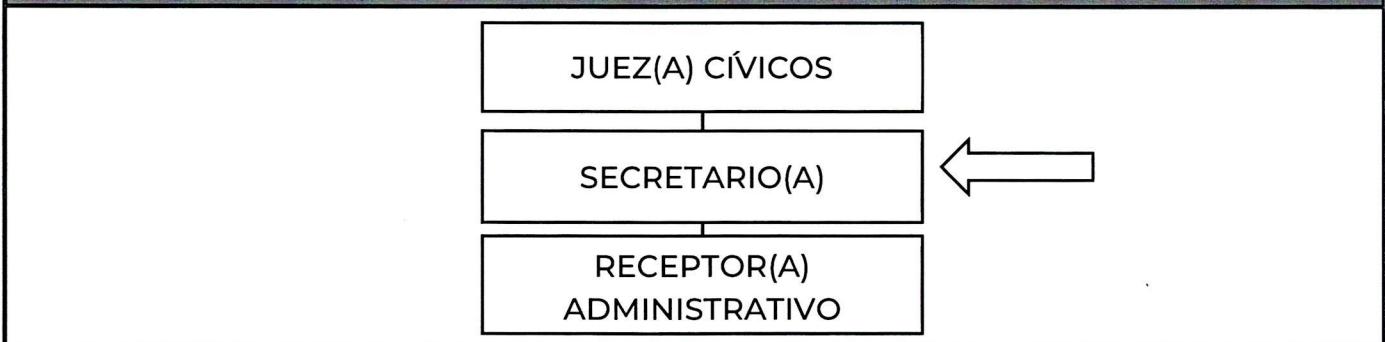 JUEZ(A) CÍVICOS
SECRETARIO(A)
RECEPTOR(A)
ADMINISTRATIVO